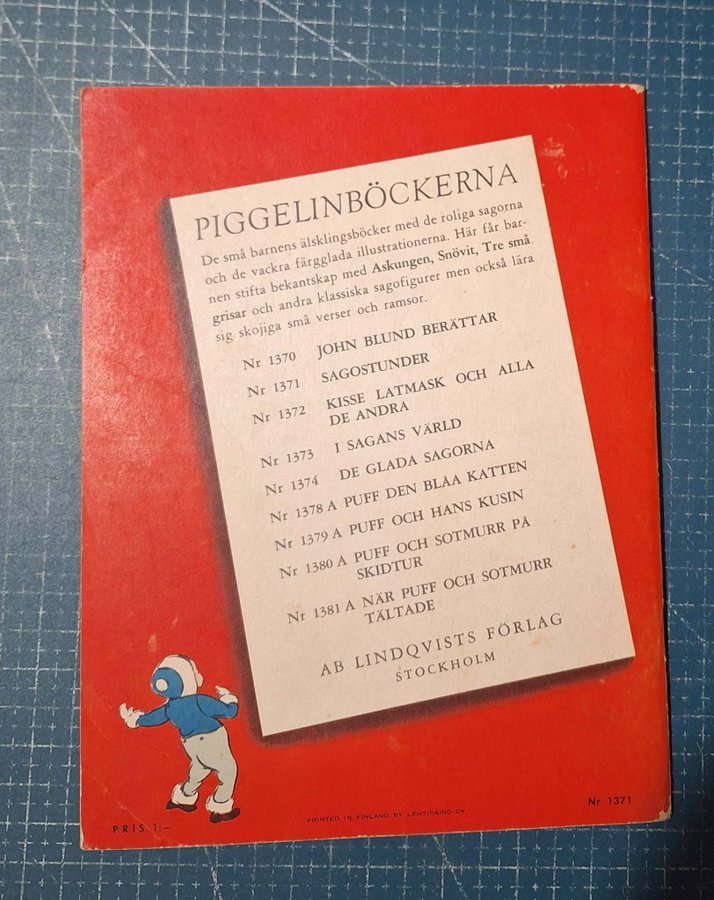 PIGGELINBÖCKERNA
De små barnens älsklingsböcker med de roliga sagorna
och de vackra färgglada illustrationerna. Här får bar-
nen stifta bekantskap med Askungen, Snövit, Tre små
grisar och andra klassiska sagofigurer men också lära
sig skojiga små verser och ramsor.
Nr 1370 JOHN BLUND BERÄTTAR
Nr 1371 SAGOSTUNDER
Nr 1372 KISSE LATMASK OCH ALLA
DE ANDRA
Nr 1373 I SAGANS VÄRLD
Nr 1374 DE GLADA SAGORNA
Nr 1378 A PUFF DEN BLÅA KATTEN
Nr 1379 A PUFF OCH HANS KUSIN
Nr 1380 A PUFF OCH SOTMURR PÅ
SKIDTUR
Nr 1381 A NÄR PUFF OCH SOTMURR
TÄLTADE
AB LINDQVISTS FÖRLAG
STOCKHOLM
PRIS 1:—
PRINTED IN FINLAND BY LEHTIPAINO OY.
Nr 1371